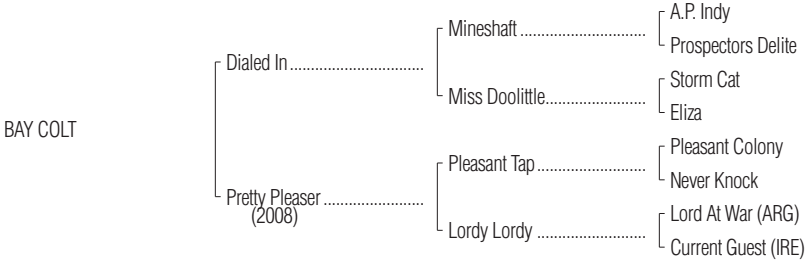 A.P. Indy
Mineshaft ..............................
Prospectors Delite
Dialed In ................................
Storm Cat
Miss Doolittle........................
Eliza
BAY COLT
Pleasant Colony
Pleasant Tap ..........................
Never Knock
Pretty Pleaser ........................
(2008)
Lord At War (ARG)
Lordy Lordy ..........................
Current Guest (IRE)